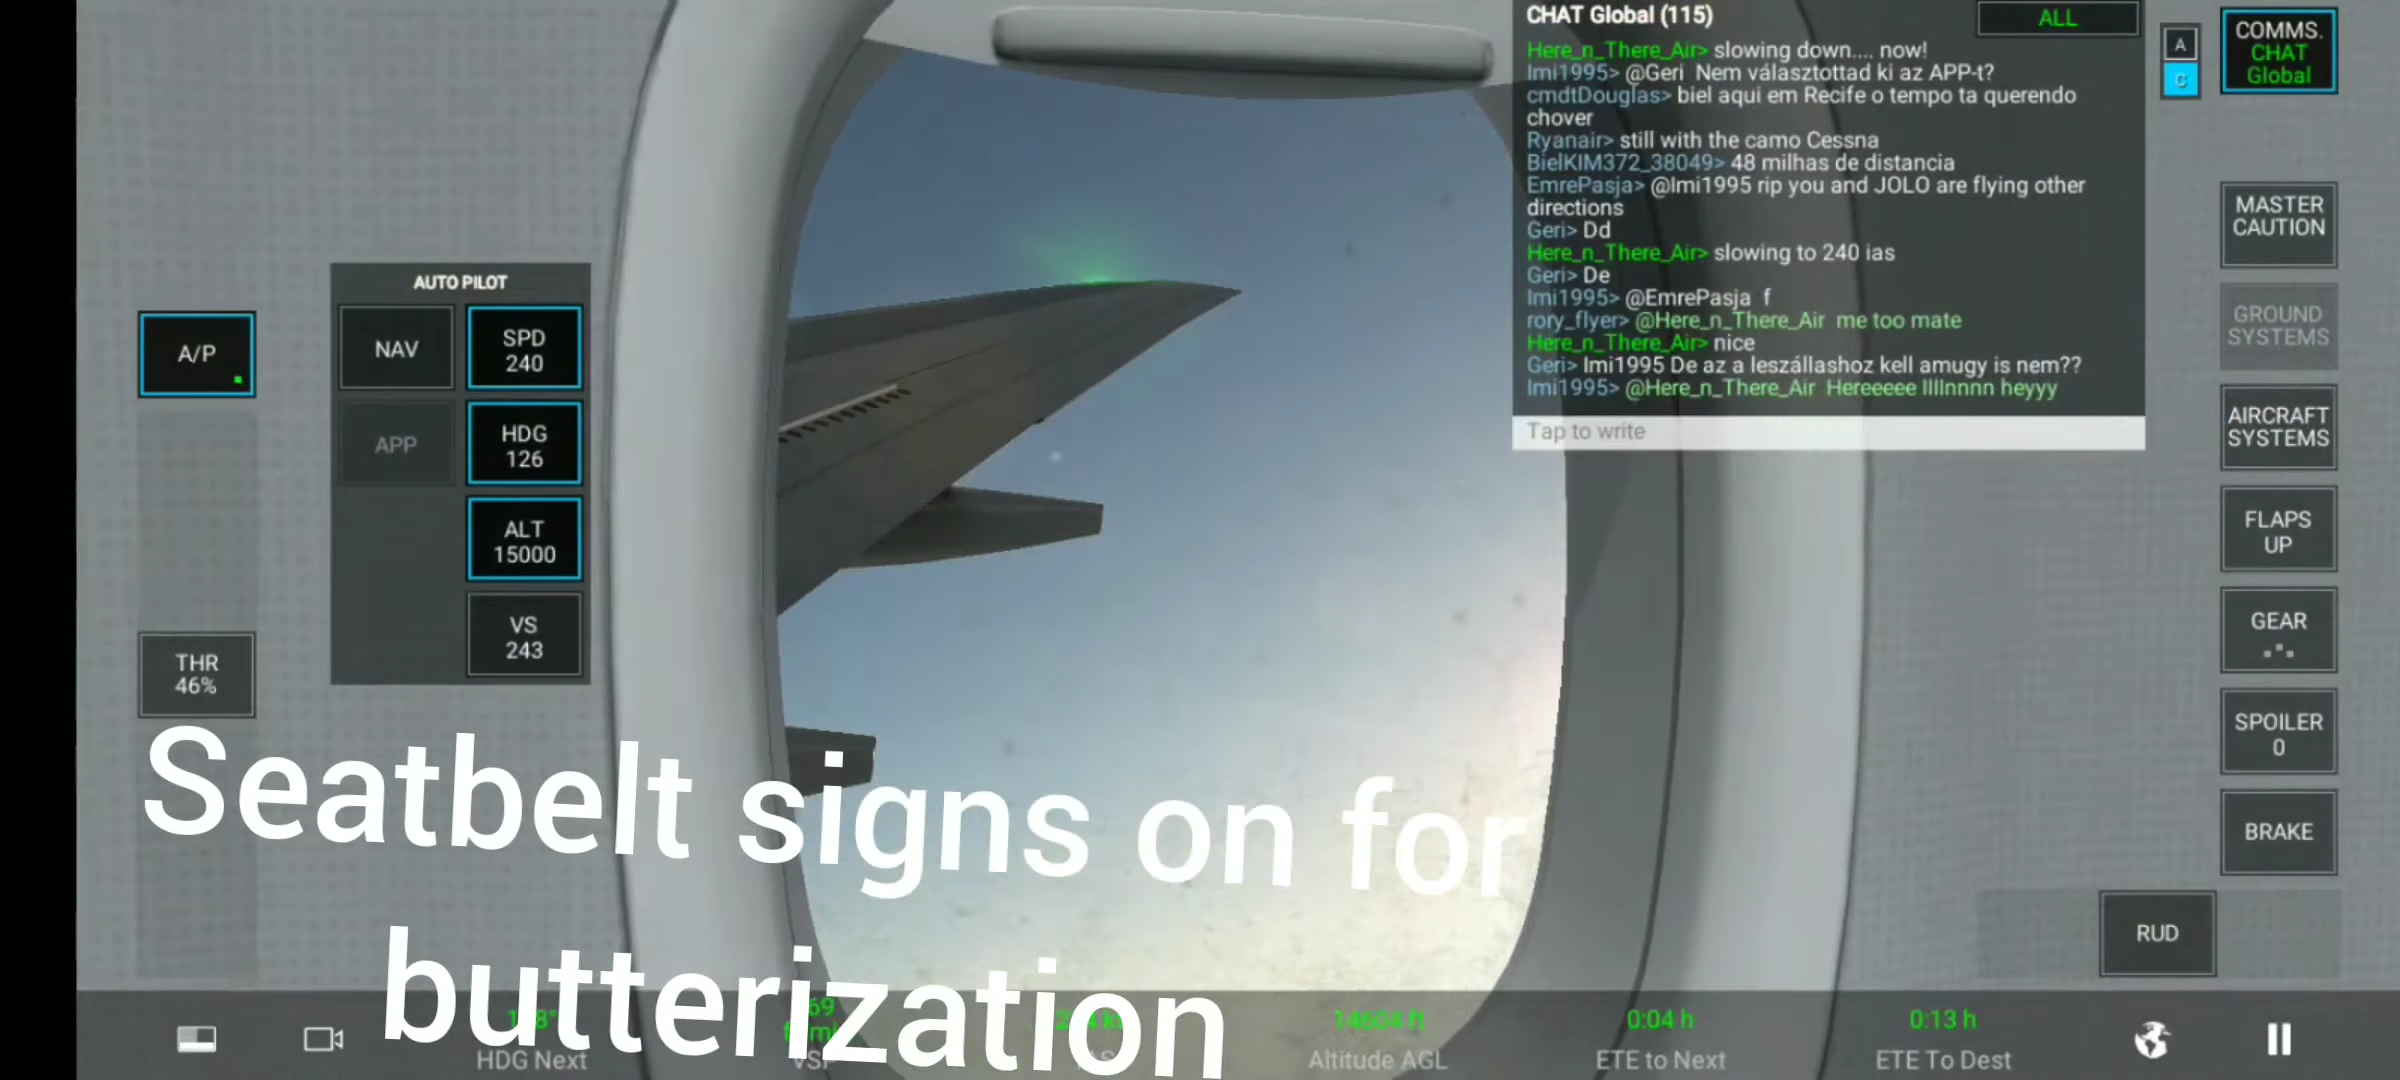 CHAT Global (115)
ALL
Here_n_There_Air> slowing down.... now!
Imi1995> @Geri Nem választottad ki az APP-t?
cmdtDouglas> biel aqui em Recife o tempo ta querendo
chover
Ryanair> still with the camo Cessna
BielKIM372_38049> 48 milhas de distancia
EmrePasja> @Imi1995 rip you and JOLO are flying other
directions
Geri> Dd
Here_n_There_Air> slowing to 240 ias
Geri> De
Imi1995> @EmrePasja f
rory_flyer> @Here_n_There_Air me too mate
Here_n_There_Air> nice
Geri> Imi1995 De az a leszállashoz kell amugy is nem??
Imi1995> @Here_n_There_Air Hereeeee IIIInnnn heyyy
Tap to write
A
C
COMMS.
CHAT
Global
MASTER
CAUTION
GROUND
SYSTEMS
AIRCRAFT
SYSTEMS
FLAPS
UP
GEAR
SPOILER
0
BRAKE
RUD
AUTO PILOT
A/P
NAV
SPD
240
APP
HDG
126
ALT
15000
VS
243
THR
46%
Seatbelt signs on for
butterization
HDG Next
14604 ft
Altitude AGL
0:04 h
ETE to Next
0:13 h
ETE To Dest